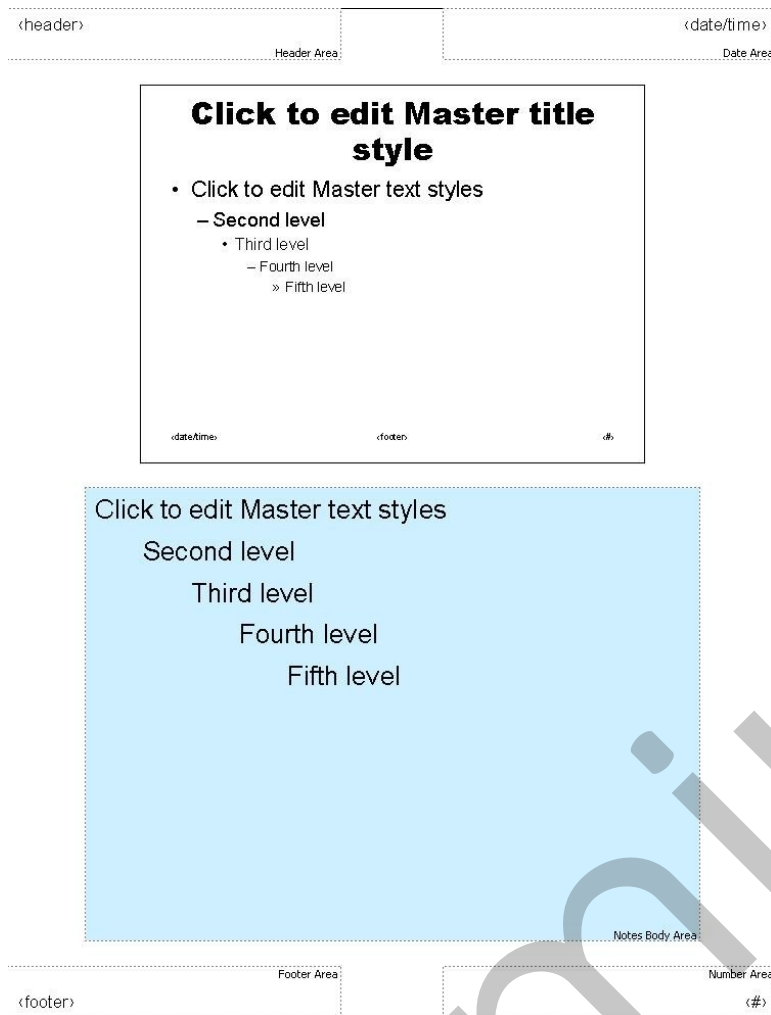 ‹header›
‹date/time›
Header Area
Date Area
Click to edit Master title
style
• Click to edit Master text styles
– Second level
• Third level
– Fourth level
» Fifth level
‹date/time›
‹footer›
‹#›
Click to edit Master text styles
Second level
Third level
Fourth level
Fifth level
Notes Body Area
Footer Area
Number Area
‹footer›
‹#›